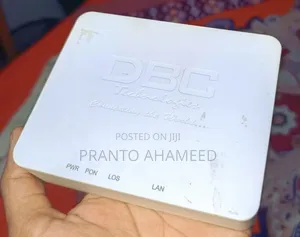 DBC
Technologies
POSTED ON JIJI
PRANTO AHAMEED
PWR PON LOS LAN